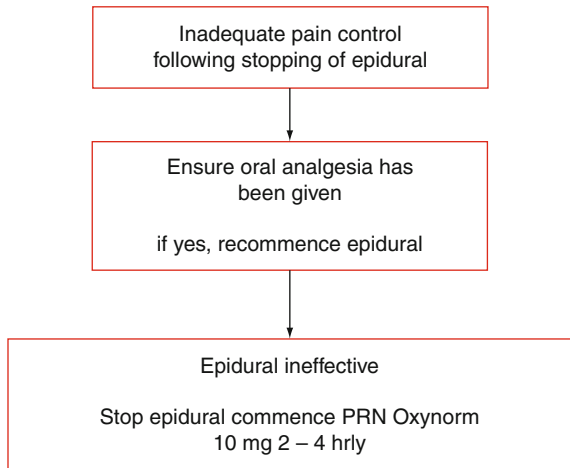 Inadequate pain control
following stopping of epidural
Ensure oral analgesia has
been given
if yes, recommence epidural
Epidural ineffective
Stop epidural commence PRN Oxynorm
10 mg 2 – 4 hrly